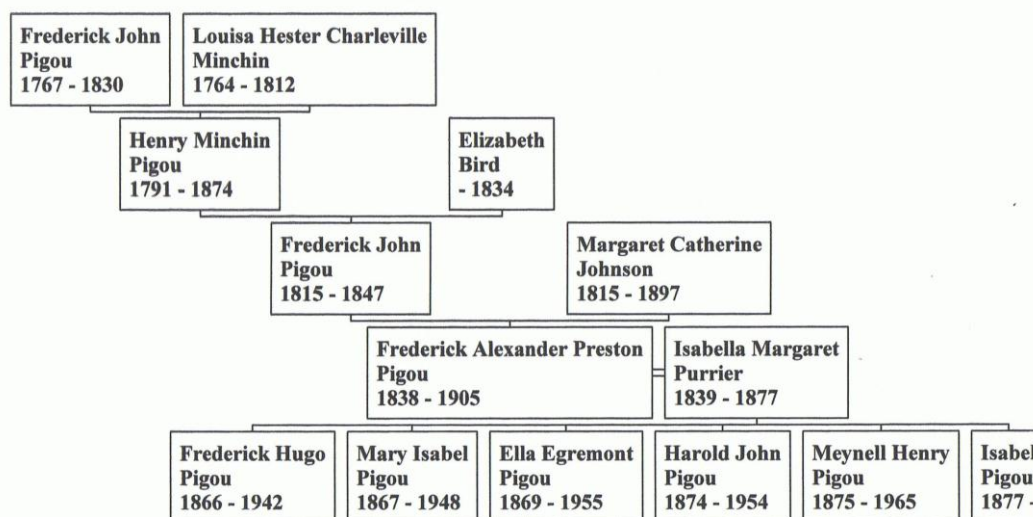 Frederick John
Pigou
1767 - 1830
Louisa Hester Charleville
Minchin
1764 - 1812
Henry Minchin
Pigou
1791 - 1874
Elizabeth
Bird
- 1834
Frederick John
Pigou
1815 - 1847
Margaret Catherine
Johnson
1815 - 1897
Frederick Alexander Preston
Pigou
1838 - 1905
Isabella Margaret
Purrier
1839 - 1877
Frederick Hugo
Pigou
1866 - 1942
Mary Isabel
Pigou
1867 - 1948
Ella Egremont
Pigou
1869 - 1955
Harold John
Pigou
1874 - 1954
Meynell Henry
Pigou
1875 - 1965
Pigou
1877 -